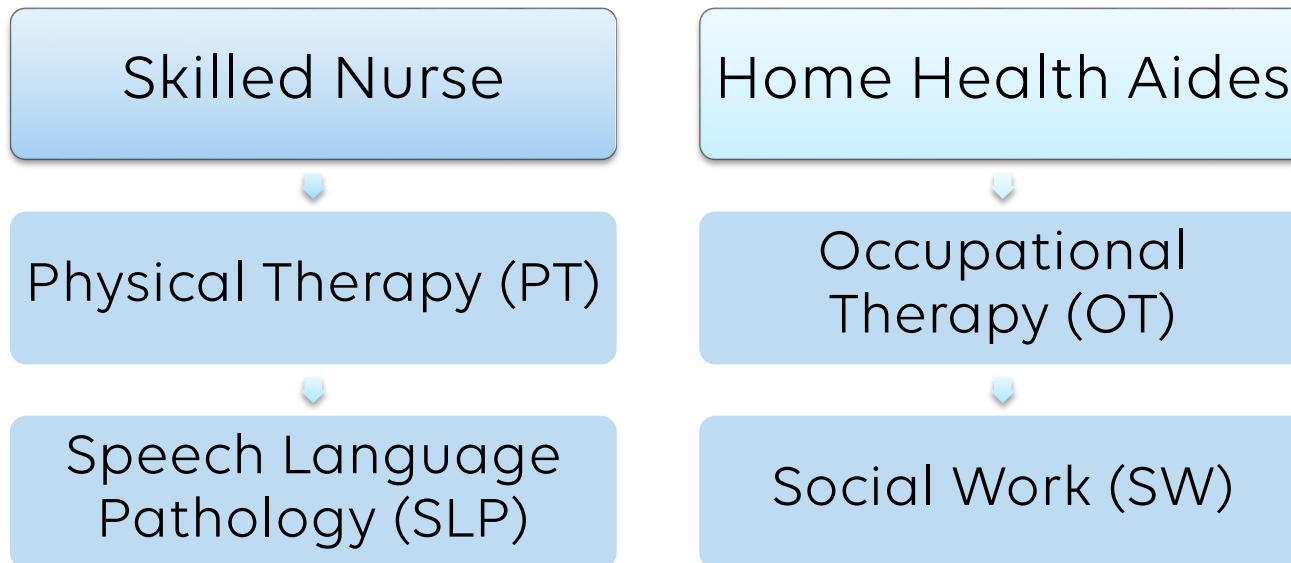 Skilled Nurse
Physical Therapy (PT)
Speech Language
Pathology (SLP)
Home Health Aides
Occupational
Therapy (OT)
Social Work (SW)